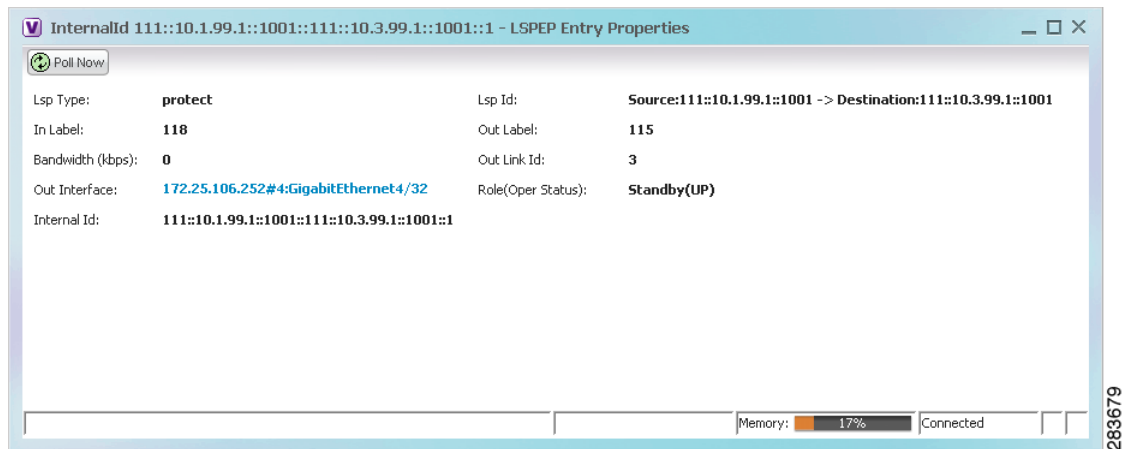 V InternalId 111::10.1.99.1::1001::111::10.3.99.1::1001::1 - LSPEP Entry Properties
Poll Now
Lsp Type: protect Lsp Id: Source:111::10.1.99.1::1001 -> Destination:111::10.3.99.1::1001
In Label: 118 Out Label: 115
Bandwidth (kbps): 0 Out Link Id: 3
Out Interface: 172.25.106.252#4:GigabitEthernet4/32 Role(Oper Status): Standby(UP)
Internal Id: 111::10.1.99.1::1001::111::10.3.99.1::1001::1
Memory: 17% Connected
283679